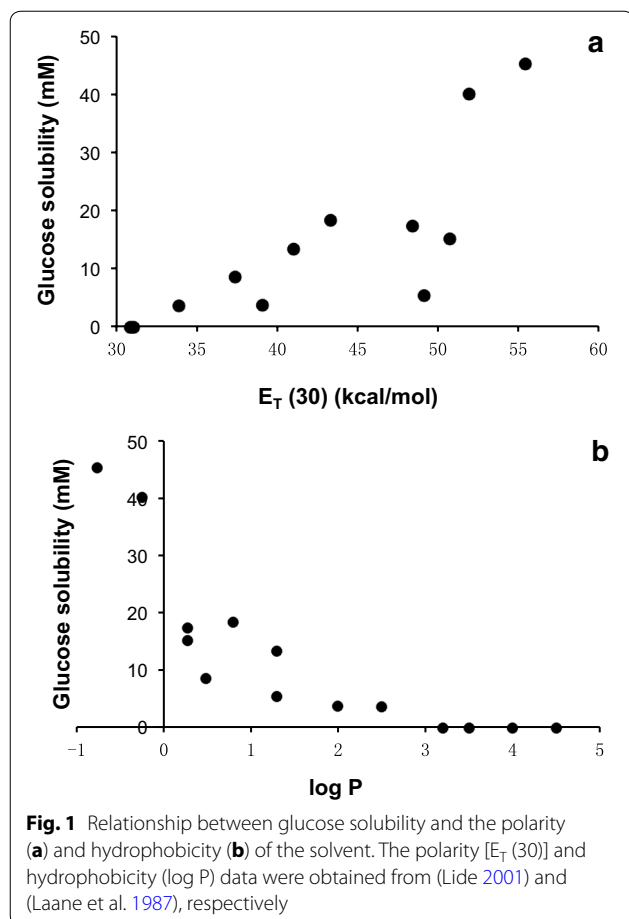 a
50
40
30
20
10
0
Glucose solubility (mM)
30 35 40 45 50 55 60
E_T (30) (kcal/mol)
b
50
40
30
20
10
0
Glucose solubility (mM)
−1 0 1 2 3 4 5
log P
Fig. 1 Relationship between glucose solubility and the polarity
(a) and hydrophobicity (b) of the solvent. The polarity [E_T (30)] and
hydrophobicity (log P) data were obtained from (Lide 2001) and
(Laane et al. 1987), respectively